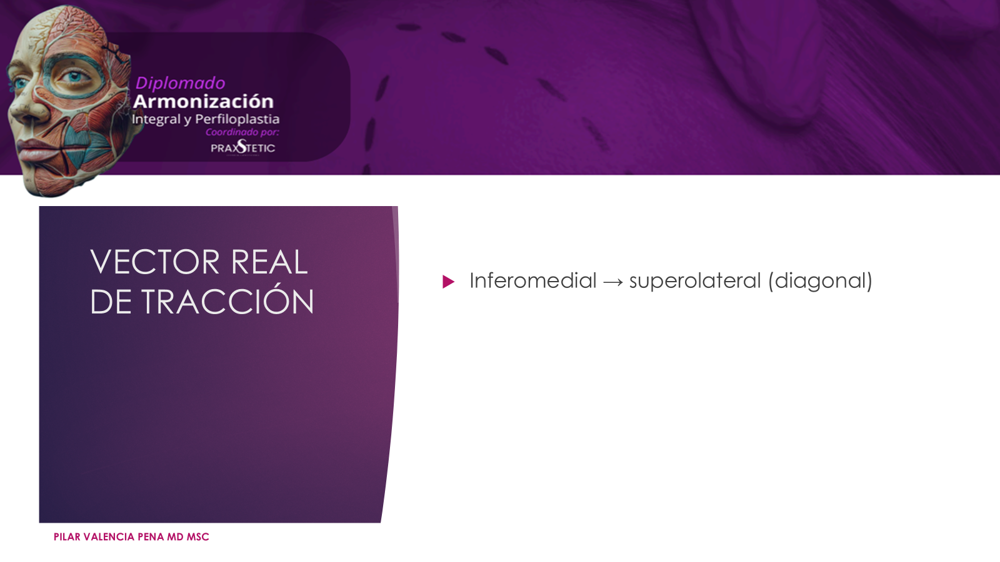 Diplomado
Armonización
Integral y Perfiloplastia
Coordinado por:
PRAXSTETIC
VECTOR REAL
DE TRACCIÓN
Inferomedial → superolateral (diagonal)
PILAR VALENCIA PENA MD MSC